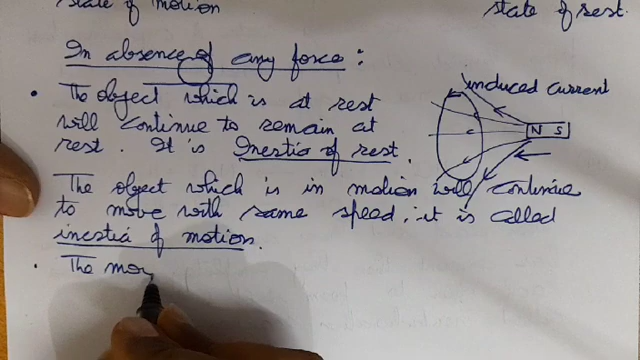 state of motion
state of rest.
In absence of any force :
induced current
N S
• The object which is at rest
will continue to remain at
rest. It is Inertia of rest.
The object which is in motion will continue
to move with same speed, it is called
inertia of motion.
• The mov